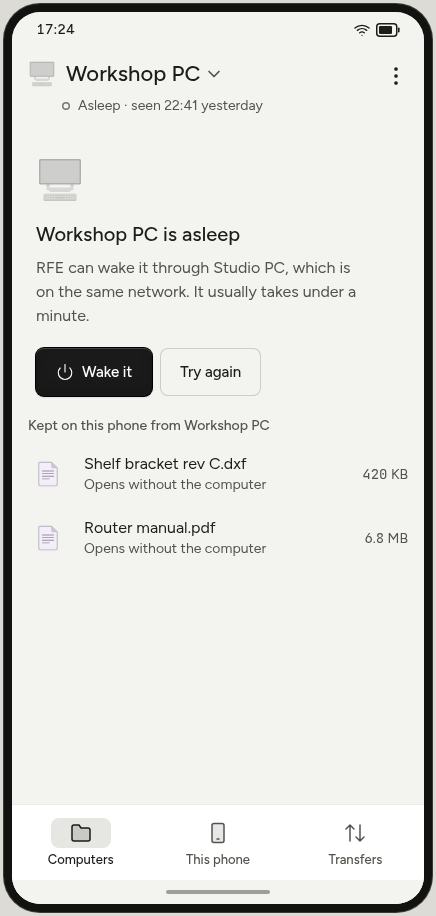 17:24
Workshop PC
Asleep · seen 22:41 yesterday
Workshop PC is asleep
RFE can wake it through Studio PC, which is
on the same network. It usually takes under a
minute.
Wake it
Try again
Kept on this phone from Workshop PC
Shelf bracket rev C.dxf
Opens without the computer
420 KB
Router manual.pdf
Opens without the computer
6.8 MB
Computers
This phone
Transfers